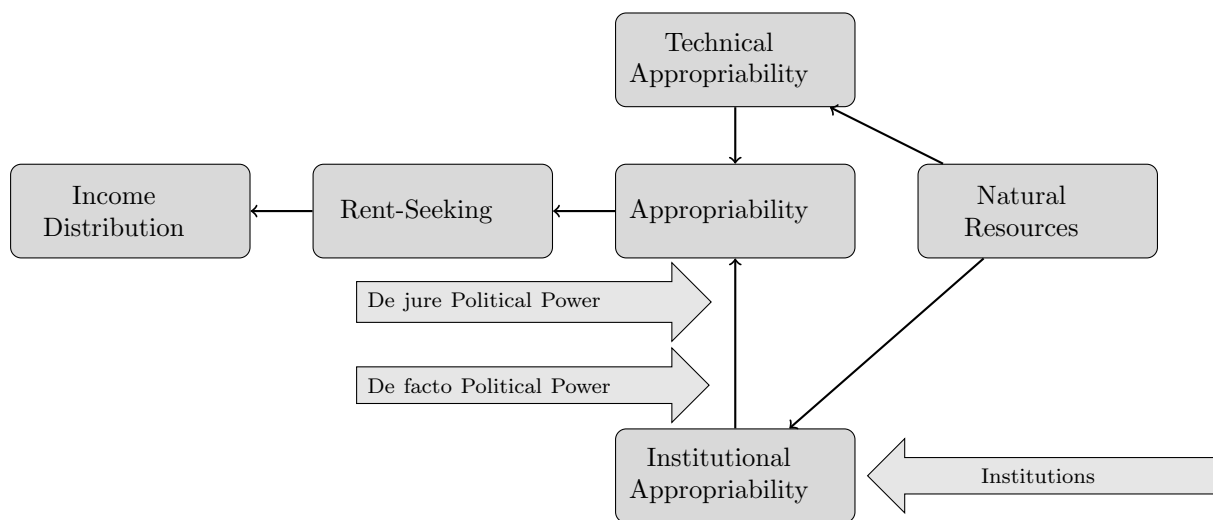 Technical
Appropriability
Income
Distribution
Rent-Seeking
Appropriability
Natural
Resources
De jure Political Power
De facto Political Power
Institutional
Appropriability
Institutions